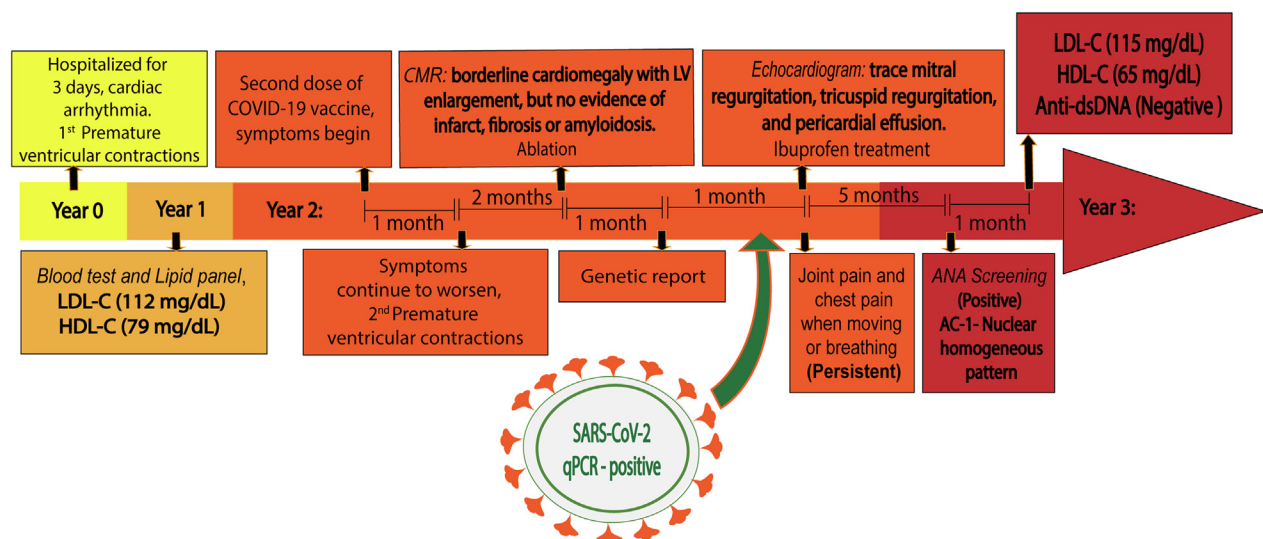 Hospitalized for
3 days, cardiac
arrhythmia.
1st Premature
ventricular contractions
Second dose of
COVID-19 vaccine,
symptoms begin
CMR: borderline cardiomegaly with LV
enlargement, but no evidence of
infarct, fibrosis or amyloidosis.
Ablation
Echocardiogram: trace mitral
regurgitation, tricuspid regurgitation,
and pericardial effusion.
Ibuprofen treatment
LDL-C (115 mg/dL)
HDL-C (65 mg/dL)
Anti-dsDNA (Negative )
Year 0
Year 1
Year 2:
1 month
2 months
1 month
1 month
5 months
1 month
Year 3:
Blood test and Lipid panel,
LDL-C (112 mg/dL)
HDL-C (79 mg/dL)
Symptoms
continue to worsen,
2nd Premature
ventricular contractions
Genetic report
Joint pain and
chest pain
when moving
or breathing
(Persistent)
ANA Screening
(Positive)
AC-1- Nuclear
homogeneous
pattern
SARS-CoV-2
qPCR - positive